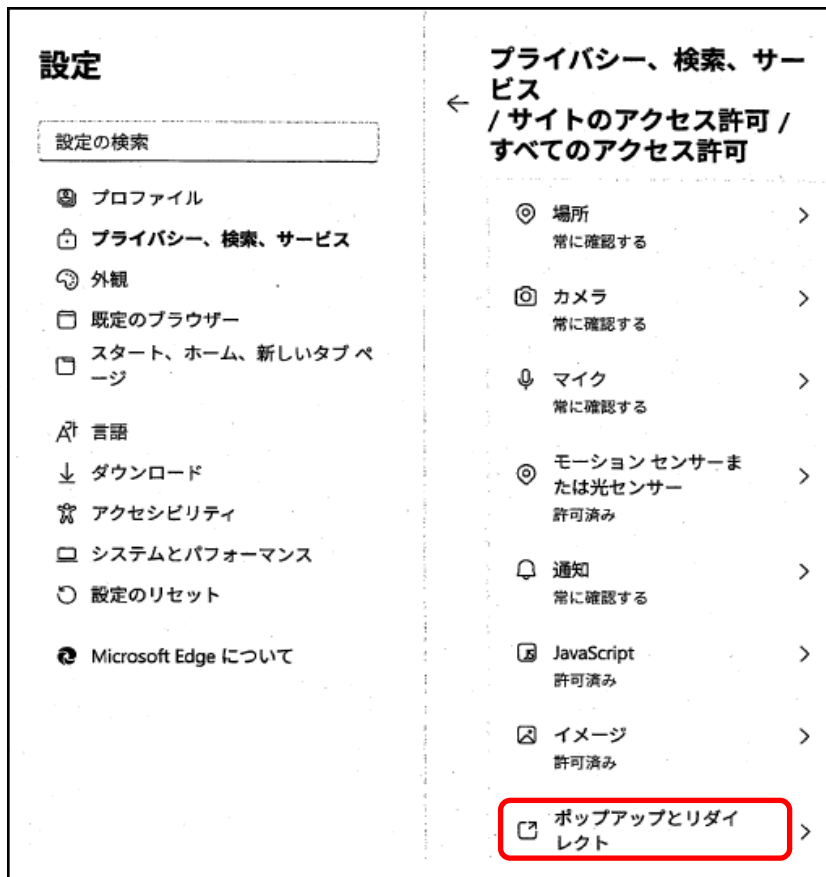 設定
設定の検索
プロファイル
プライバシー、検索、サービス
外観
既定のブラウザー
スタート、ホーム、新しいタブ ペ
ージ
言語
ダウンロード
アクセシビリティ
システムとパフォーマンス
設定のリセット
Microsoft Edge について
プライバシー、検索、サー
ビス
/ サイトのアクセス許可 /
すべてのアクセス許可
場所
常に確認する
カメラ
常に確認する
マイク
常に確認する
モーション センサーま
たは光センサー
許可済み
通知
常に確認する
JavaScript
許可済み
イメージ
許可済み
ポップアップとリダイ
レクト